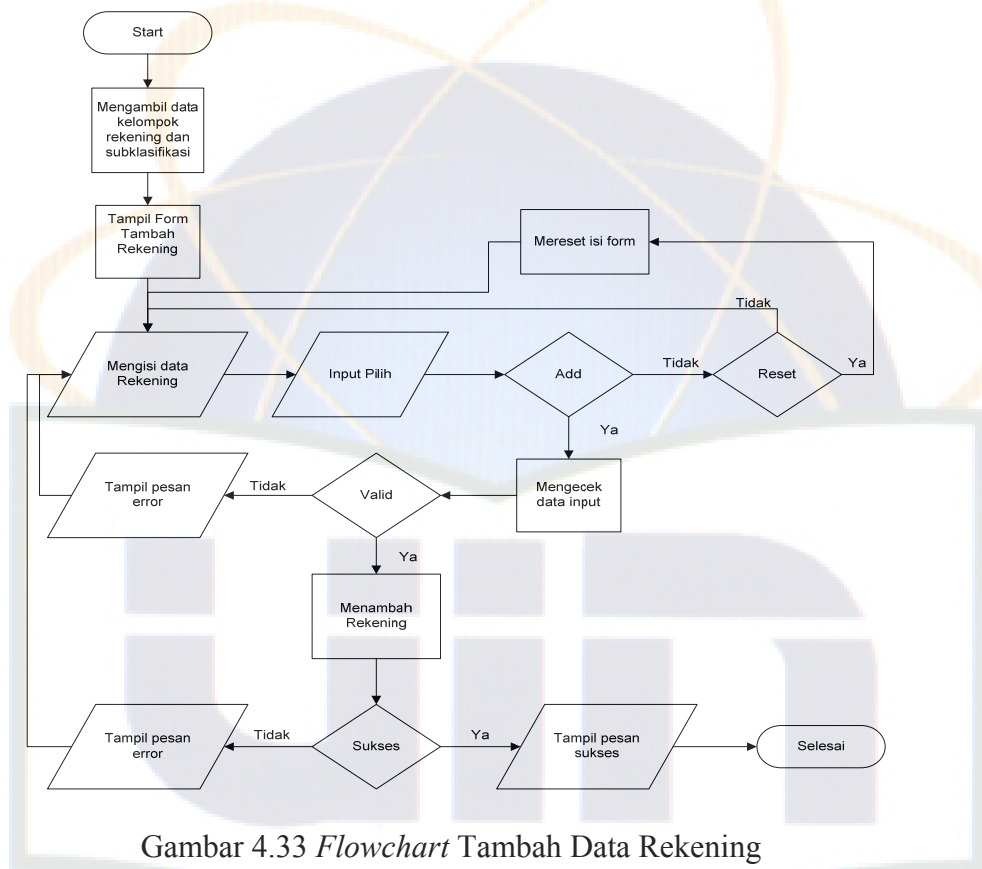 Start
Mengambil data
kelompok
rekening dan
subklasifikasi
Tampil Form
Tambah
Rekening
Mereset isi form
Tidak
Mengisi data
Rekening
Input Pilih
Add
Tidak
Reset
Ya
Ya
Tampil pesan
error
Tidak
Valid
Mengecek
data input
Ya
Menambah
Rekening
Tampil pesan
error
Tidak
Sukses
Ya
Tampil pesan
sukses
Selesai
uin
Gambar 4.33 Flowchart Tambah Data Rekening